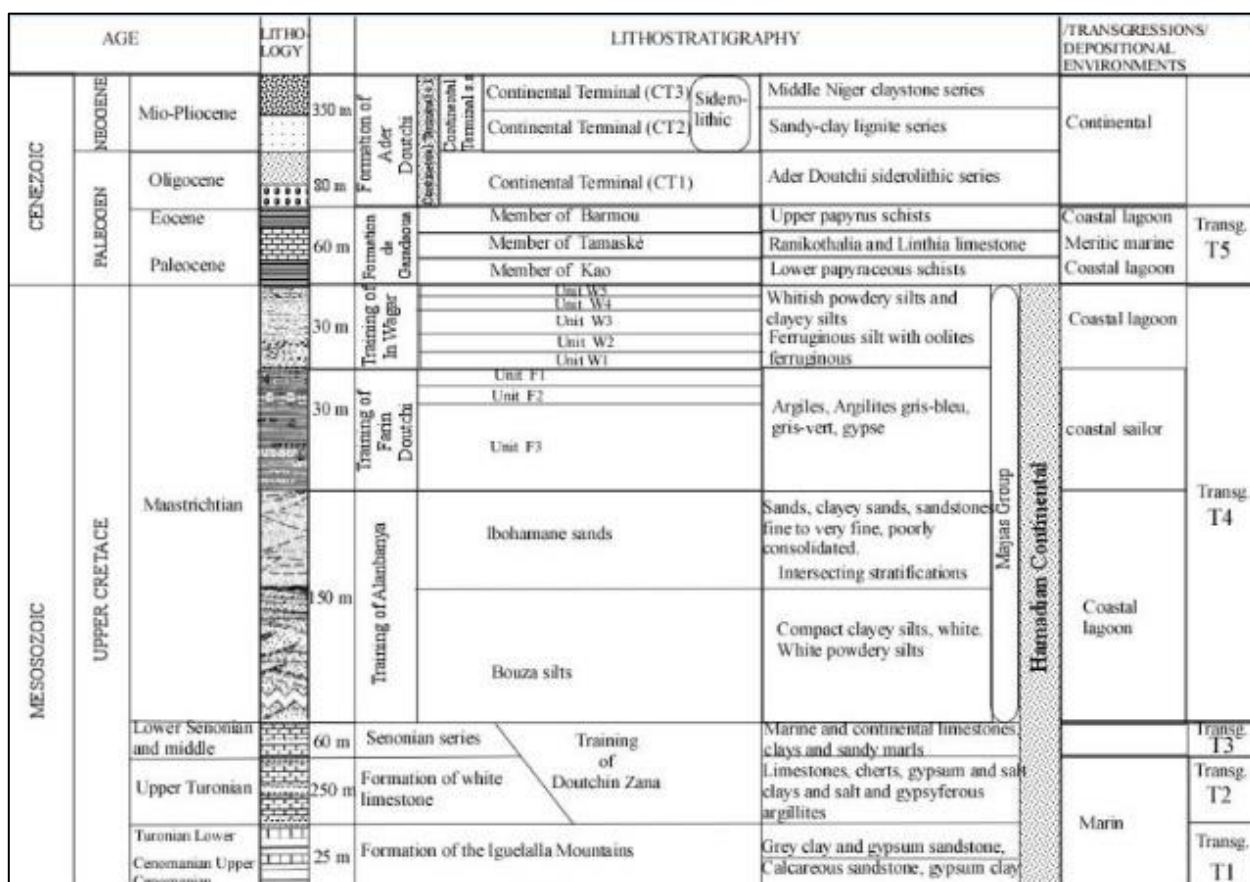 AGE
LITHO-
LOGY
LITHOSTRATIGRAPHY
/TRANSGRESSIONS/
DEPOSITIONAL
ENVIRONMENTS
CENEZOIC
NEOGENE
Mio-Pliocene
350 m
Formation of
Ader
Doutchi
Continental
Terminal s.s
Continental Terminal (CT3)
Continental Terminal (CT2)
Sidero-
lithic
Middle Niger claystone series
Sandy-clay lignite series
Continental
PALEOGEN
Oligocene
80 m
Continental Terminal (CT1)
Ader Doutchi siderolithic series
Eocene
Paleocene
60 m
Formation
de
Member of Barmou
Upper papyrus schists
Coastal lagoon
Member of Tamaské
Ranikothalia and Linthia limestone
Meritic marine
Member of Kao
Lower papyraceous schists
Coastal lagoon
Transg.
T5
MESOSOZOIC
UPPER CRETACE
Maastrichtian
30 m
Training of
In Wagar
Unit W5
Unit W4
Unit W3
Unit W2
Unit W1
Whitish powdery silts and
clayey silts
Ferruginous silt with oolites
ferruginous
Coastal lagoon
30 m
Training of
Farin
Doutchi
Unit F1
Unit F2
Unit F3
Argiles, Argilites gris-bleu,
gris-vert, gypse
coastal sailor
150 m
Training of Alanbanya
Ibohamane sands
Sands, clayey sands, sandstones
fine to very fine, poorly
consolidated.
Intersecting stratifications
Bouza silts
Compact clayey silts, white.
White powdery silts
Majias Group
Hamadian Continental
Coastal
lagoon
Transg.
T4
Lower Senonian
and middle
60 m
Senonian series
Training
of
Doutchin Zana
Marine and continental limestones,
clays and sandy marls
Transg.
T3
Upper Turonian
250 m
Formation of white
limestone
Limestones, cherts, gypsum and salt
clays and salt and gypsyferous
argillites
Marin
Transg.
T2
Turonian Lower
Cenomanian Upper
25 m
Formation of the Iguelalla Mountains
Grey clay and gypsum sandstone,
Calcareous sandstone, gypsum clay
Transg.
T1